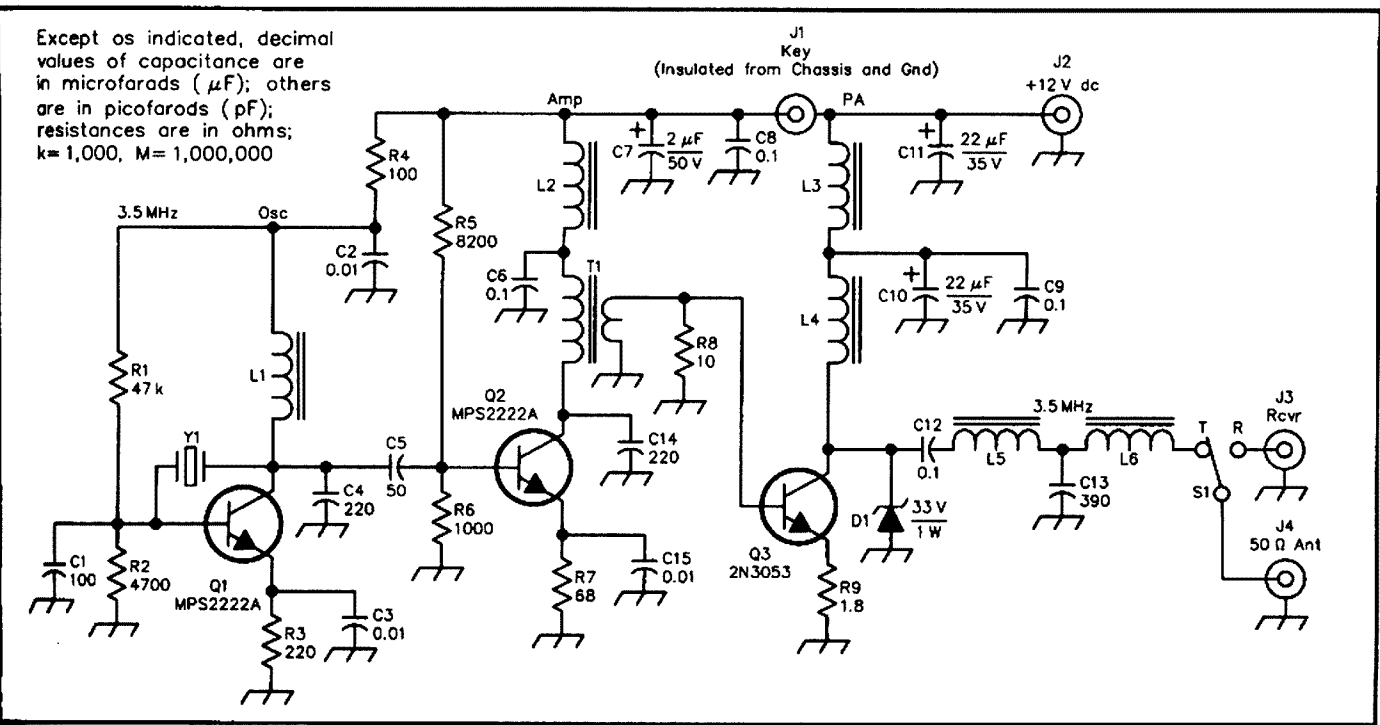 Except os indicated, decimal
values of capacitance are
in microfarads ( μF); others
are in picofarods ( pF);
resistances are in ohms;
k= 1,000, M= 1,000,000
J1
Key
(Insulated from Chassis and Gnd)
J2
+12 V dc
Amp
PA
R4
100
C7
+
2 μF
50 V
C8
0.1
C11
+
22 μF
35 V
L2
L3
3.5 MHz
Osc
R5
8200
C2
0.01
C6
0.1
T1
C10
+
22 μF
35 V
C9
0.1
L4
R8
10
R1
47 k
L1
Q2
MPS2222A
3.5 MHz
J3
Rcvr
Y1
C5
50
C14
220
C12
0.1
L5
L6
T
R
C4
220
R6
1000
C13
390
S1
D1
33 V
1 W
J4
50 Ω Ant
C1
100
R2
4700
Q1
MPS2222A
R7
68
C15
0.01
Q3
2N3053
R9
1.8
C3
0.01
R3
220